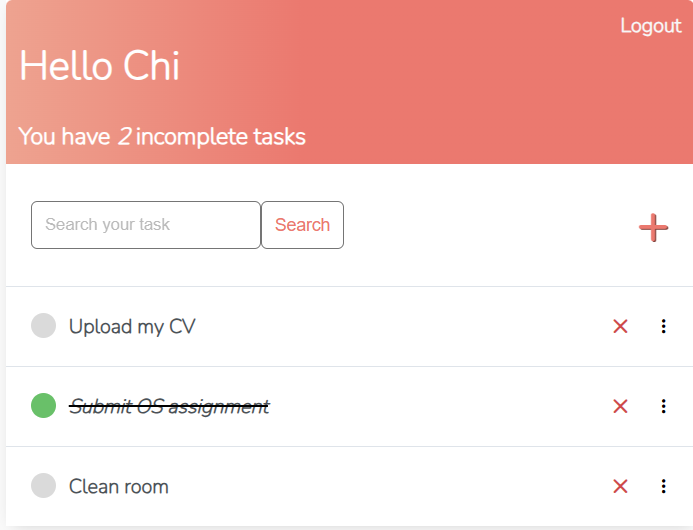 Logout
Hello Chi
You have 2 incomplete tasks
Search your task Search
Upload my CV
Submit OS assignment
Clean room